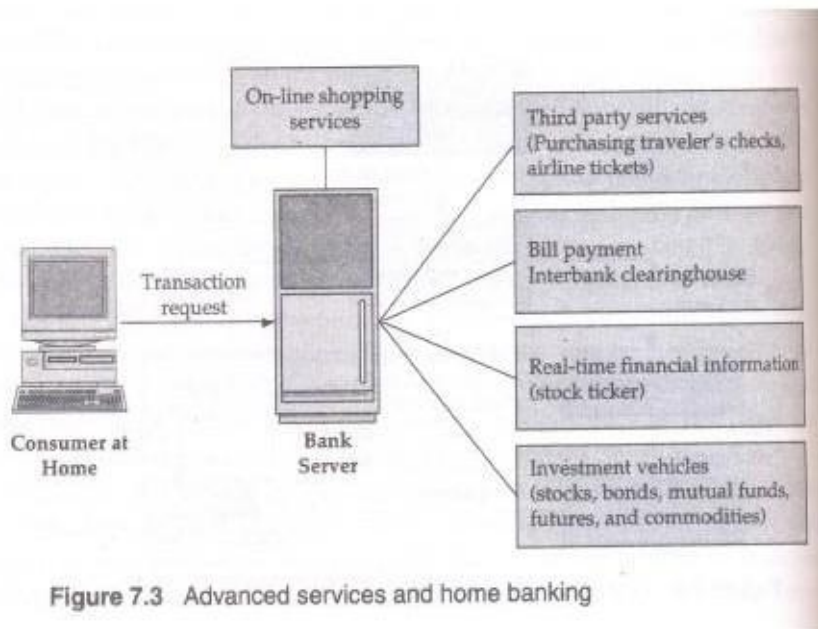 On-line shopping
services
Third party services
(Purchasing traveler's checks,
airline tickets)
Bill payment
Interbank clearinghouse
Transaction
request
Real-time financial information
(stock ticker)
Consumer at
Home
Bank
Server
Investment vehicles
(stocks, bonds, mutual funds,
futures, and commodities)
Figure 7.3 Advanced services and home banking